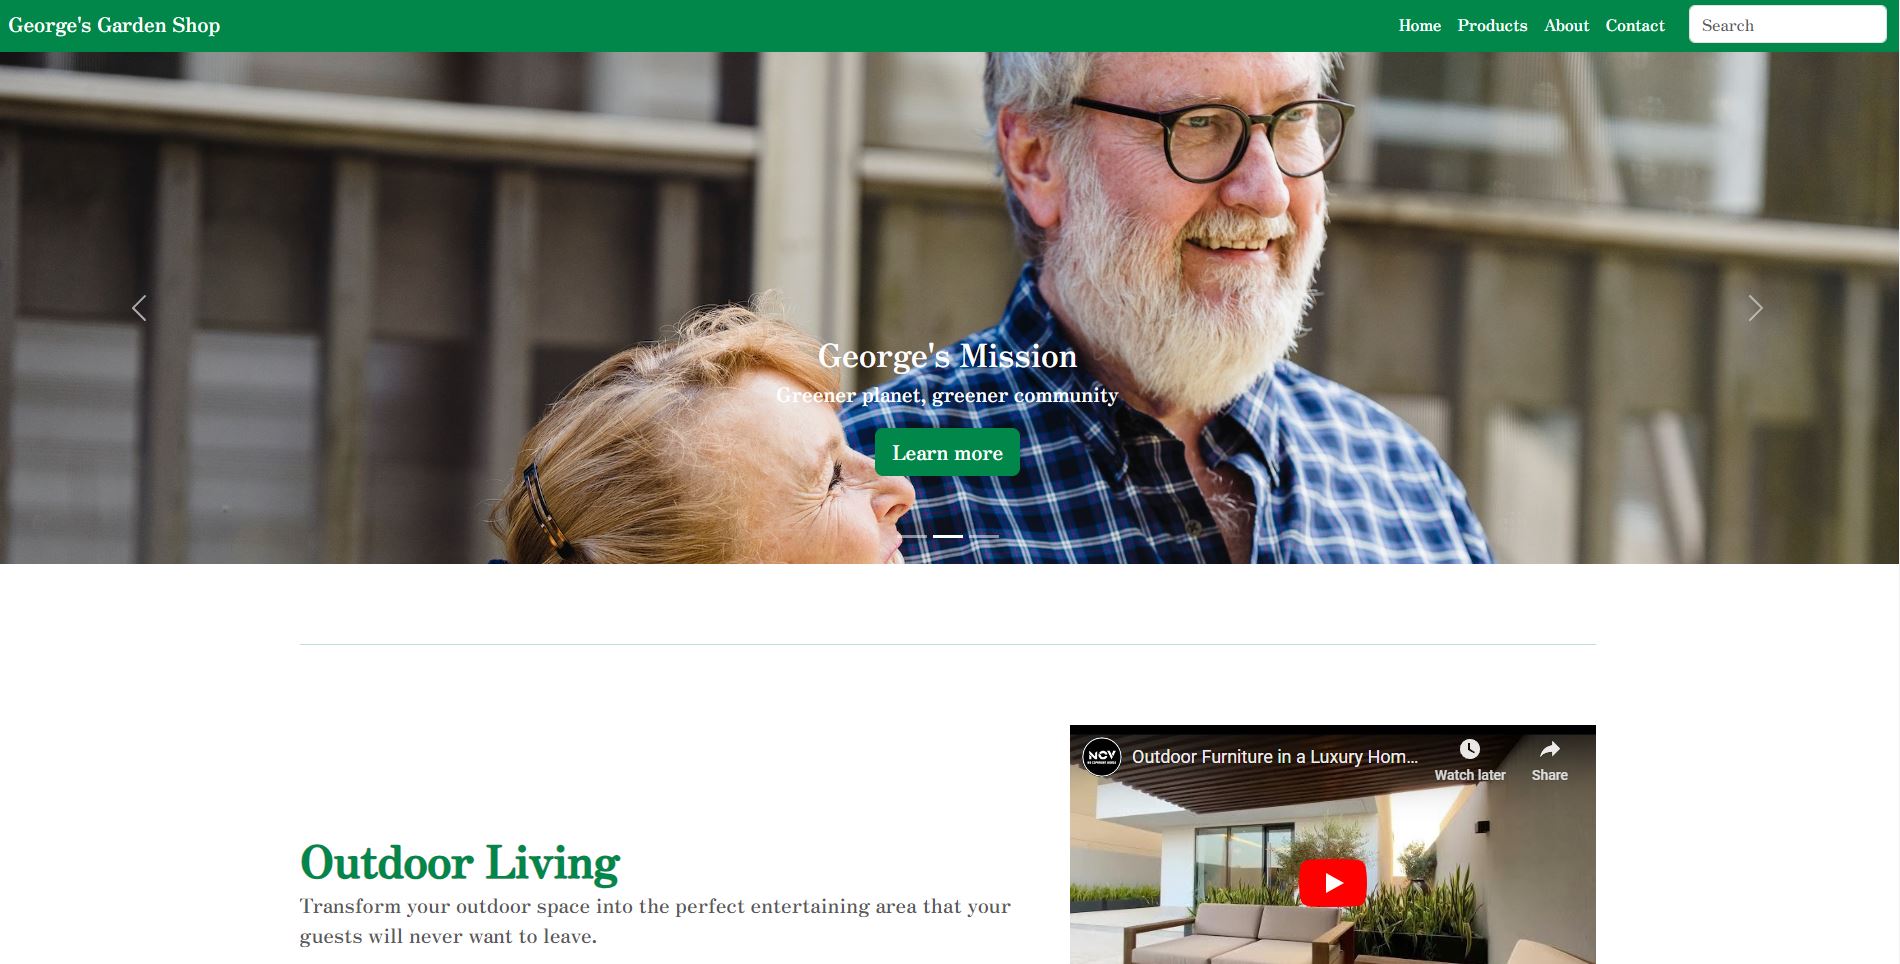 George's Garden Shop
Home Products About Contact Search
George's Mission
Greener planet, greener community
Learn more
NCV
Outdoor Furniture in a Luxury Hom...
Watch later Share
Outdoor Living
Transform your outdoor space into the perfect entertaining area that your
guests will never want to leave.